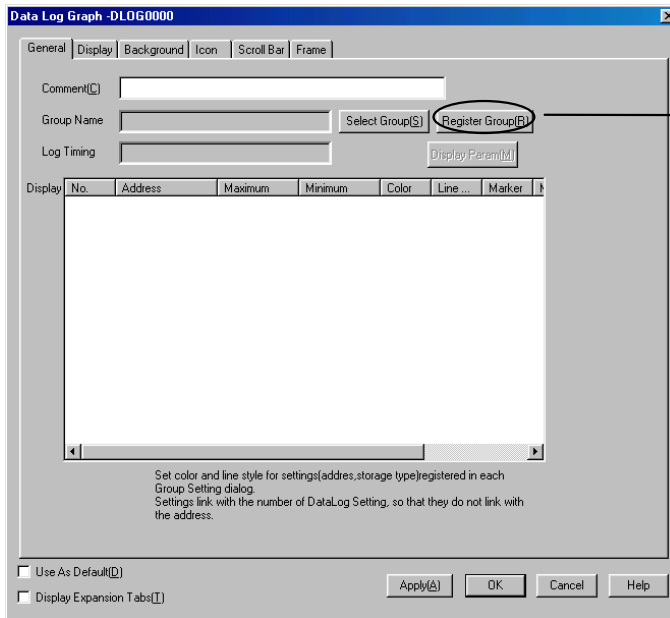 Data Log Graph -DLOG0000
General Display Background Icon Scroll Bar Frame
Comment(C)
Group Name Select Group(S) Register Group(R)
Log Timing Display Param(M)
Display No. Address Maximum Minimum Color Line ... Marker
Set color and line style for settings(addres,storage type)registered in each
Group Setting dialog.
Settings link with the number of DataLog Setting, so that they do not link with
the address.
Use As Default(D)
Apply(A) OK Cancel Help
Display Expansion Tabs(T)